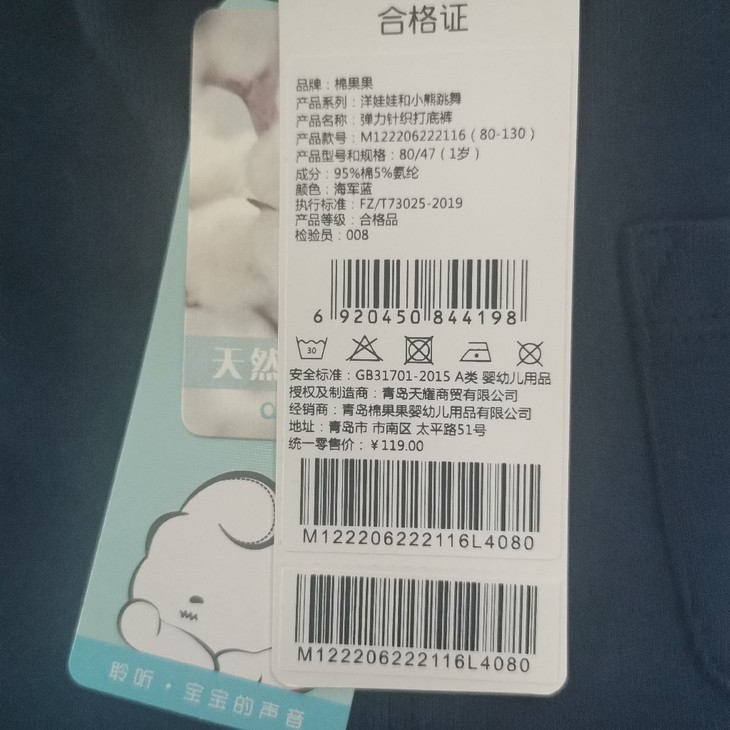 合格证
品牌：棉果果
产品系列：洋娃娃和小熊跳舞
产品名称：弹力针织打底裤
产品款号：M122206222116（80-130）
产品型号和规格：80/47（1岁）
成分：95%棉5%氨纶
颜色：海军蓝
执行标准：FZ/T73025-2019
产品等级：合格品
检验员：008
6 920450 844198
30
安全标准：GB31701-2015 A类 婴幼儿用品
授权及制造商：青岛天耀商贸有限公司
经销商：青岛棉果果婴幼儿用品有限公司
地址：青岛市 市南区 太平路51号
统一零售价：￥119.00
M122206222116L4080
M122206222116L4080
天然
聆听·宝宝的声音